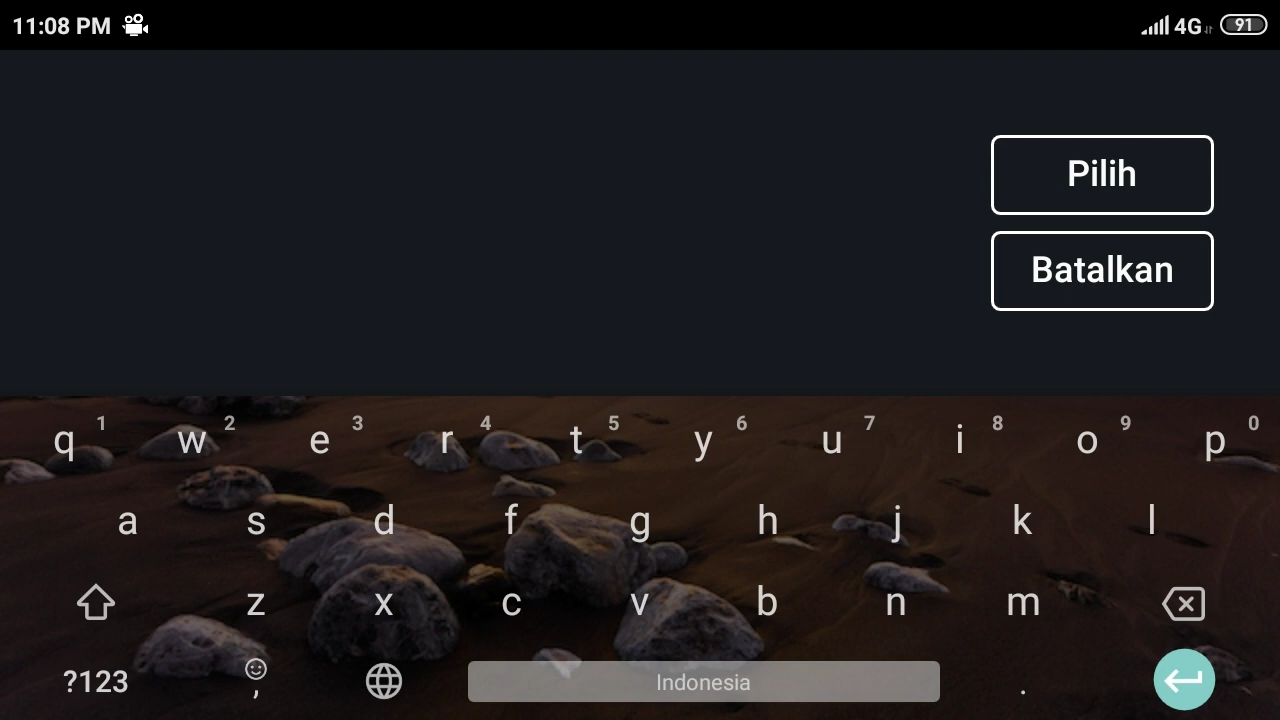 11:08 PM 4G 91
Pilih
Batalkan
q 1 w 2 e 3 r 4 t 5 y 6 u 7 i 8 o 9 p 0
a s d f g h j k l
z x c v b n m
?123 , Indonesia .